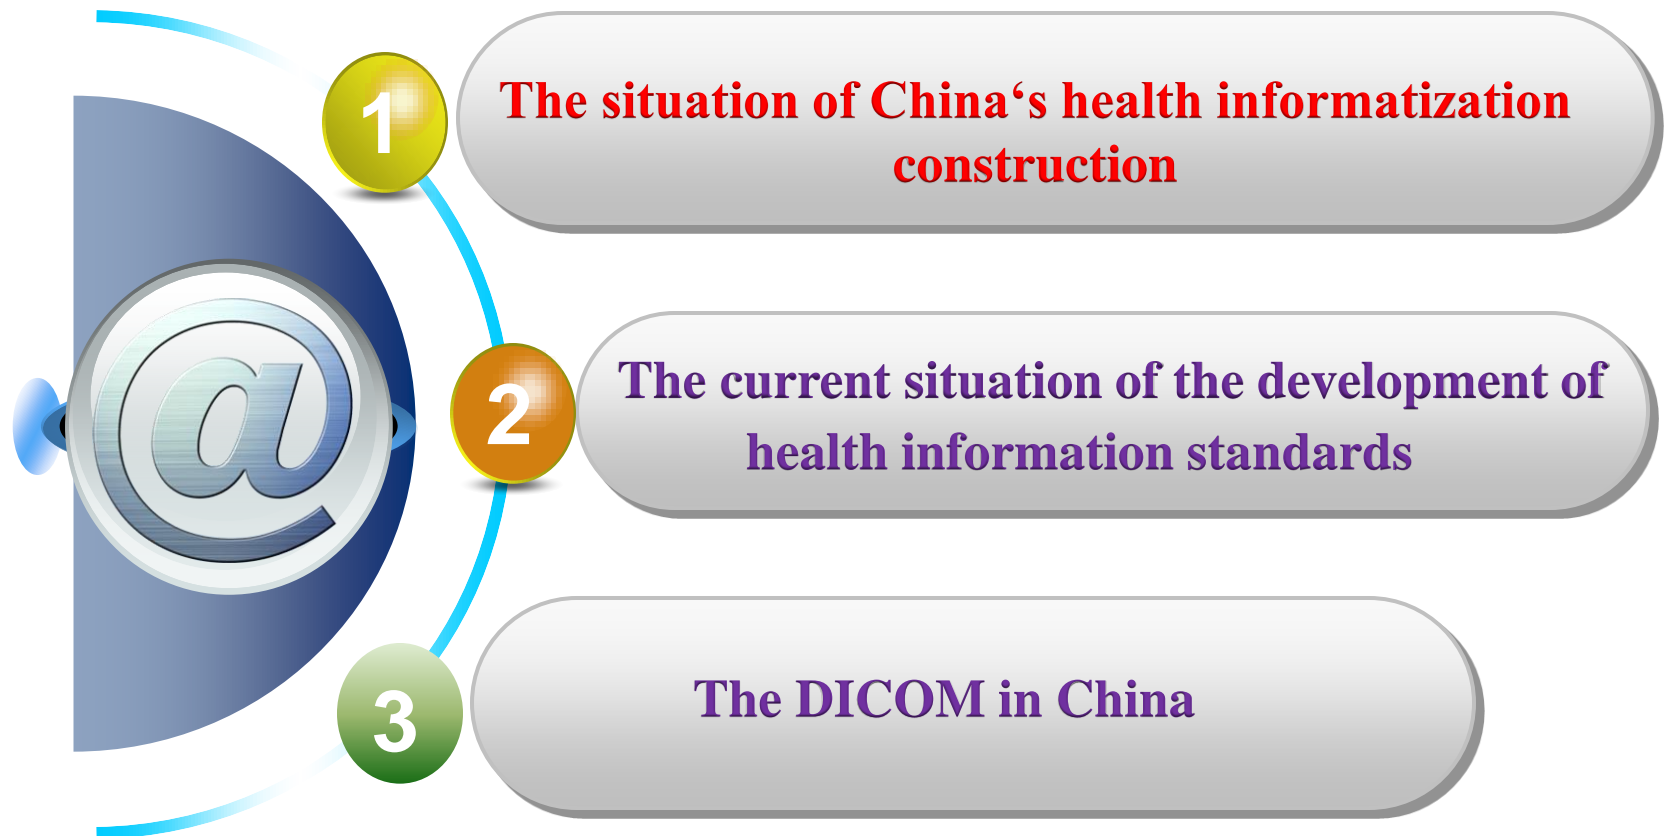 1
The situation of China‘s health informatization
construction
@
2
The current situation of the development of
health information standards
3
The DICOM in China